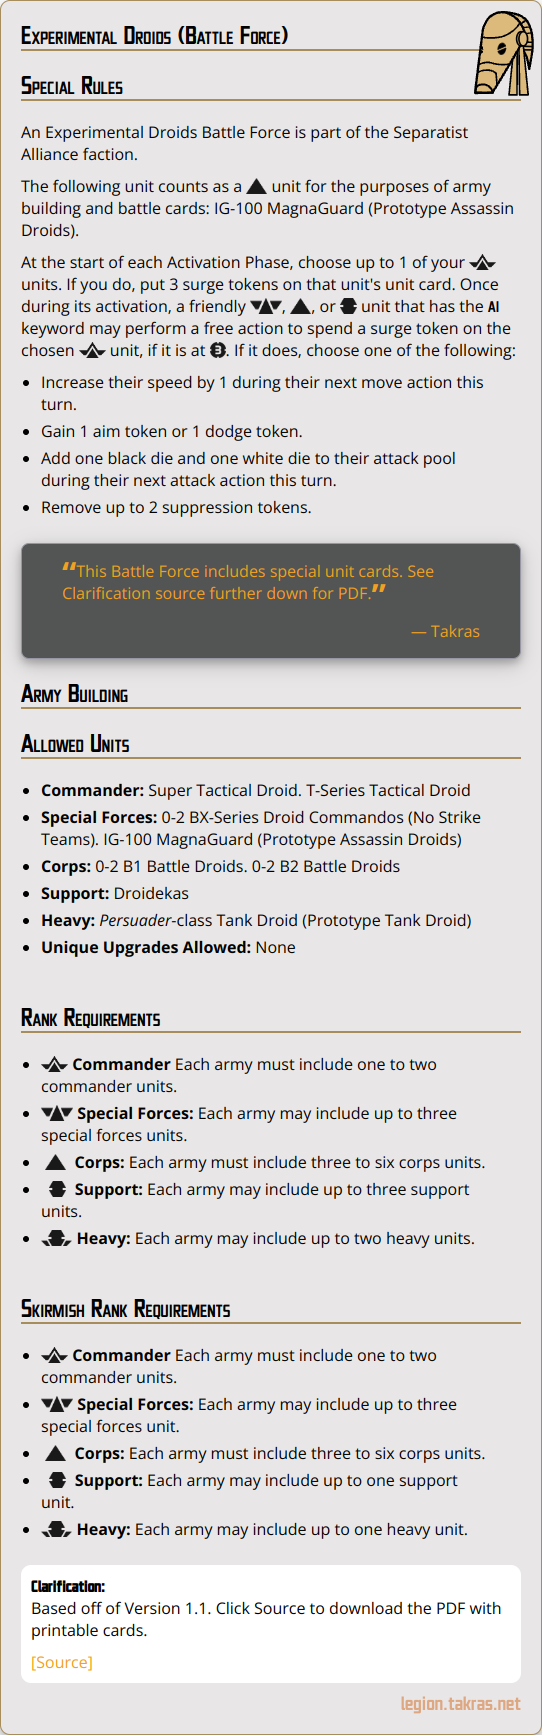 Experimental Droids (Battle Force)
Special Rules
An Experimental Droids Battle Force is part of the Separatist
Alliance faction.
The following unit counts as a unit for the purposes of army
building and battle cards: IG-100 MagnaGuard (Prototype Assassin
Droids).
At the start of each Activation Phase, choose up to 1 of your
units. If you do, put 3 surge tokens on that unit's unit card. Once
during its activation, a friendly , , or unit that has the AI
keyword may perform a free action to spend a surge token on the
chosen unit, if it is at 3. If it does, choose one of the following:
• Increase their speed by 1 during their next move action this
turn.
• Gain 1 aim token or 1 dodge token.
• Add one black die and one white die to their attack pool
during their next attack action this turn.
• Remove up to 2 suppression tokens.
“This Battle Force includes special unit cards. See
Clarification source further down for PDF.”
— Takras
Army Building
Allowed Units
• Commander: Super Tactical Droid. T-Series Tactical Droid
• Special Forces: 0-2 BX-Series Droid Commandos (No Strike
Teams). IG-100 MagnaGuard (Prototype Assassin Droids)
• Corps: 0-2 B1 Battle Droids. 0-2 B2 Battle Droids
• Support: Droidekas
• Heavy: Persuader-class Tank Droid (Prototype Tank Droid)
• Unique Upgrades Allowed: None
Rank Requirements
• Commander Each army must include one to two
commander units.
• Special Forces: Each army may include up to three
special forces units.
• Corps: Each army must include three to six corps units.
• Support: Each army may include up to three support
units.
• Heavy: Each army may include up to two heavy units.
Skirmish Rank Requirements
• Commander Each army must include one to two
commander units.
• Special Forces: Each army may include up to three
special forces unit.
• Corps: Each army must include three to six corps units.
• Support: Each army may include up to one support
unit.
• Heavy: Each army may include up to one heavy unit.
Clarification:
Based off of Version 1.1. Click Source to download the PDF with
printable cards.
[Source]
legion.takras.net